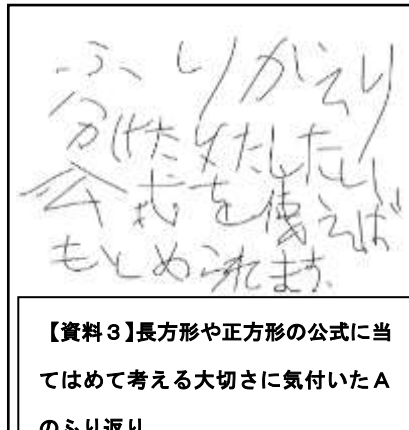 ふりかえり
分けたりたしたりし
公式を使えば
もとめられます。
【資料3】長方形や正方形の公式に当
てはめて考える大切さに気付いたA
のふり返り